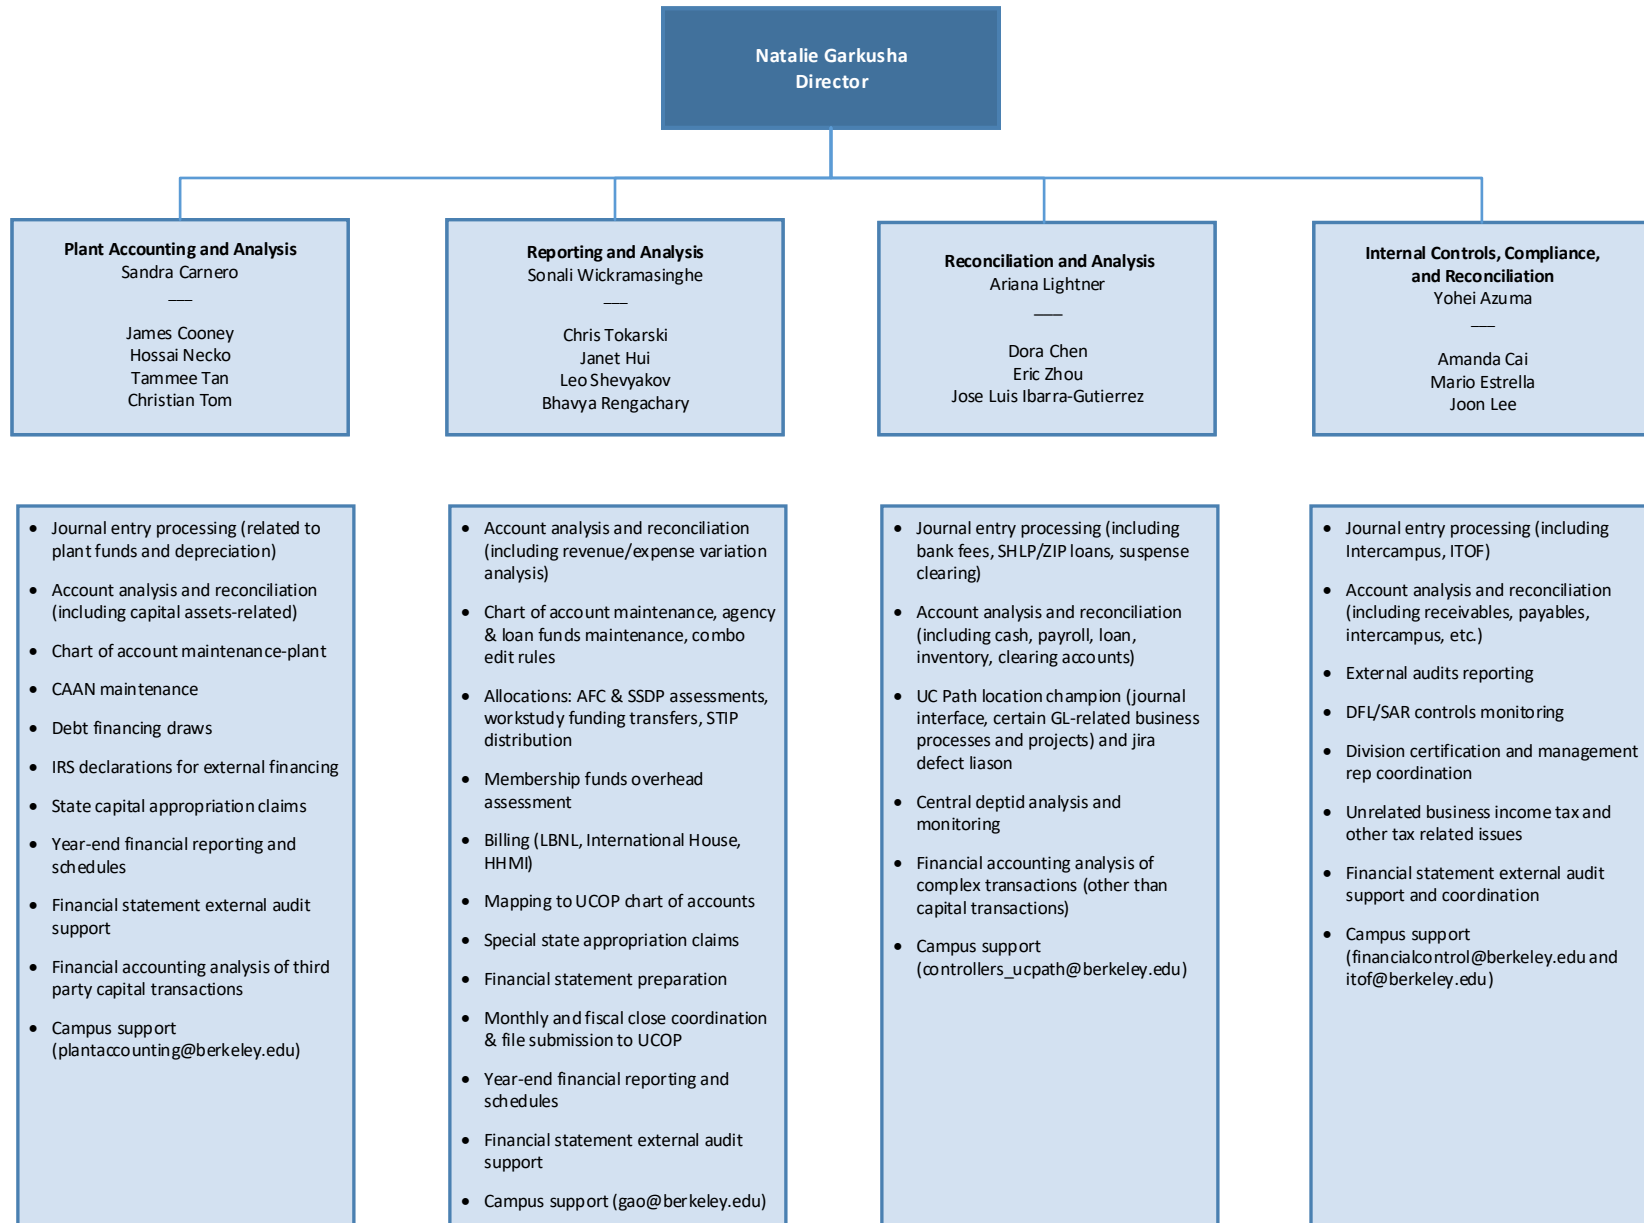 Natalie Garkusha
Director
Plant Accounting and Analysis
Sandra Carnero
___
James Cooney
Hossai Necko
Tammee Tan
Christian Tom
Reporting and Analysis
Sonali Wickramasinghe
___
Chris Tokarski
Janet Hui
Leo Shevyakov
Bhavya Rengachary
Reconciliation and Analysis
Ariana Lightner
___
Dora Chen
Eric Zhou
Jose Luis Ibarra-Gutierrez
Internal Controls, Compliance,
and Reconciliation
Yohei Azuma
___
Amanda Cai
Mario Estrella
Joon Lee
• Journal entry processing (related to
plant funds and depreciation)
• Account analysis and reconciliation
(including capital assets-related)
• Chart of account maintenance-plant
• CAAN maintenance
• Debt financing draws
• IRS declarations for external financing
• State capital appropriation claims
• Year-end financial reporting and
schedules
• Financial statement external audit
support
• Financial accounting analysis of third
party capital transactions
• Campus support
(plantaccounting@berkeley.edu)
• Account analysis and reconciliation
(including revenue/expense variation
analysis)
• Chart of account maintenance, agency
& loan funds maintenance, combo
edit rules
• Allocations: AFC & SSDP assessments,
workstudy funding transfers, STIP
distribution
• Membership funds overhead
assessment
• Billing (LBNL, International House,
HHMI)
• Mapping to UCOP chart of accounts
• Special state appropriation claims
• Financial statement preparation
• Monthly and fiscal close coordination
& file submission to UCOP
• Year-end financial reporting and
schedules
• Financial statement external audit
support
• Campus support (gao@berkeley.edu)
• Journal entry processing (including
bank fees, SHLP/ZIP loans, suspense
clearing)
• Account analysis and reconciliation
(including cash, payroll, loan,
inventory, clearing accounts)
• UC Path location champion (journal
interface, certain GL-related business
processes and projects) and jira
defect liason
• Central deptid analysis and
monitoring
• Financial accounting analysis of
complex transactions (other than
capital transactions)
• Campus support
(controllers_ucpath@berkeley.edu)
• Journal entry processing (including
Intercampus, ITOF)
• Account analysis and reconciliation
(including receivables, payables,
intercampus, etc.)
• External audits reporting
• DFL/SAR controls monitoring
• Division certification and management
rep coordination
• Unrelated business income tax and
other tax related issues
• Financial statement external audit
support and coordination
• Campus support
(financialcontrol@berkeley.edu and
itof@berkeley.edu)